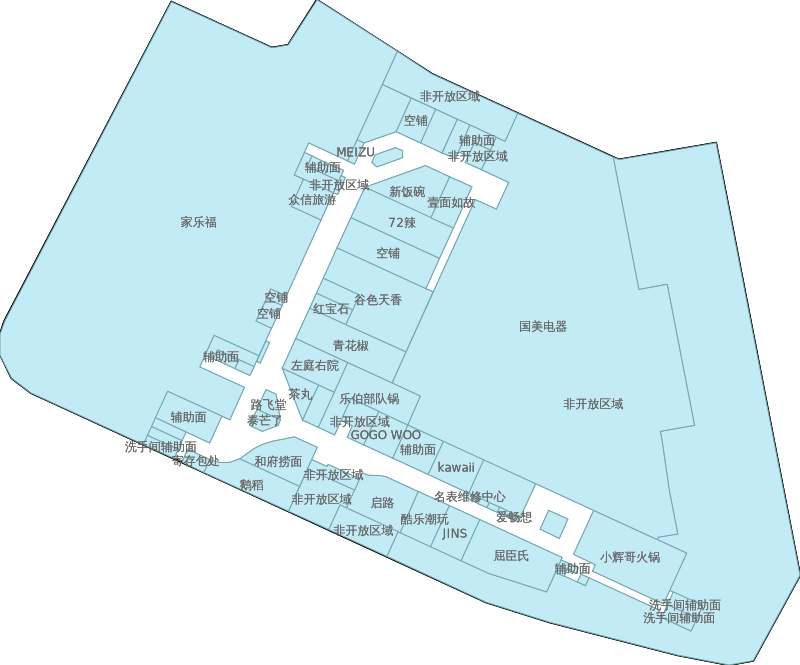 非开放区域
空铺
辅助面
MEIZU
非开放区域
辅助面
非开放区域
新饭碗
众信旅游
壹面如故
家乐福
72辣
空铺
空铺
谷色天香
红宝石
空铺
国美电器
青花椒
辅助面
左庭右院
茶丸
乐伯部队锅
路飞堂
非开放区域
辅助面
泰芒了
非开放区域
GOGO WOO
洗手间辅助面
辅助面
寄存包处
和府捞面
kawaii
非开放区域
鹅稻
名表维修中心
非开放区域
启路
爱畅想
酷乐潮玩
非开放区域
JINS
屈臣氏
小辉哥火锅
辅助面
洗手间辅助面
洗手间辅助面